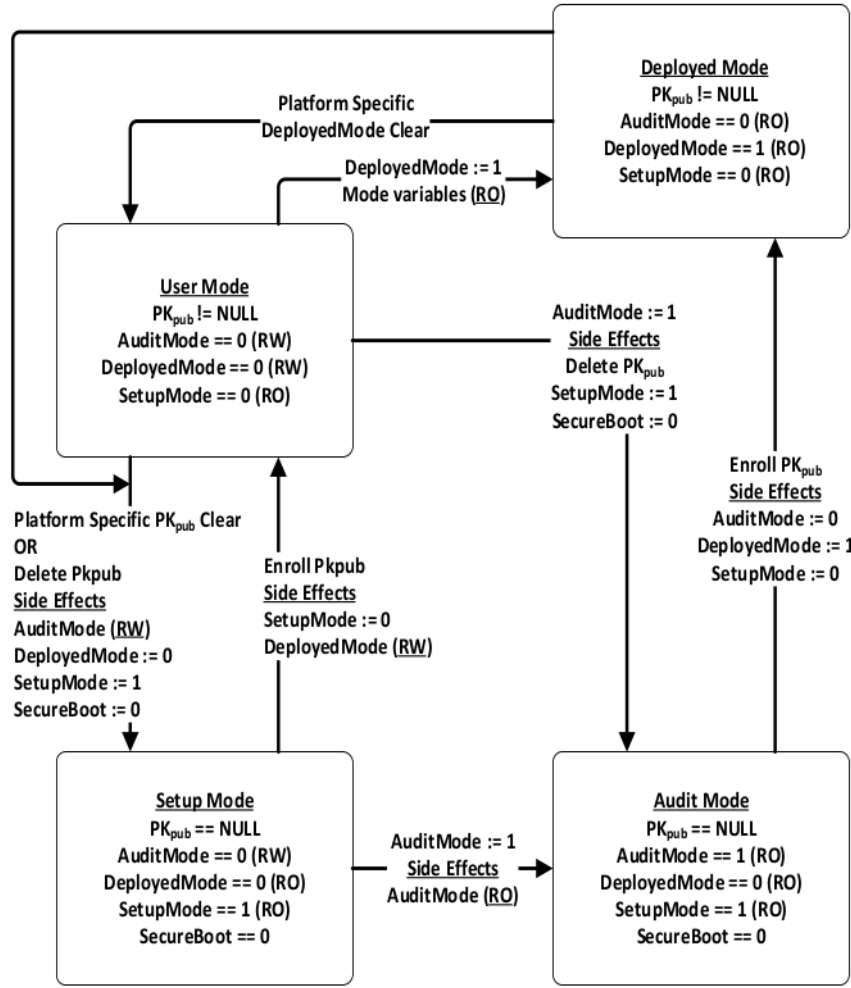 Deployed Mode
PKpub != NULL
AuditMode == 0 (RO)
DeployedMode == 1 (RO)
SetupMode == 0 (RO)
Platform Specific
DeployedMode Clear
DeployedMode := 1
Mode variables (RO)
User Mode
PKpub != NULL
AuditMode == 0 (RW)
DeployedMode == 0 (RW)
SetupMode == 0 (RO)
AuditMode := 1
Side Effects
Delete PKpub
SetupMode := 1
SecureBoot := 0
Enroll PKpub
Side Effects
AuditMode := 0
DeployedMode := 1
SetupMode := 0
Platform Specific PKpub Clear
OR
Delete Pkpub
Side Effects
AuditMode (RW)
DeployedMode := 0
SetupMode := 1
SecureBoot := 0
Enroll Pkpub
Side Effects
SetupMode := 0
DeployedMode (RW)
Setup Mode
PKpub == NULL
AuditMode == 0 (RW)
DeployedMode == 0 (RO)
SetupMode == 1 (RO)
SecureBoot == 0
AuditMode := 1
Side Effects
AuditMode (RO)
Audit Mode
PKpub == NULL
AuditMode == 1 (RO)
DeployedMode == 0 (RO)
SetupMode == 1 (RO)
SecureBoot == 0